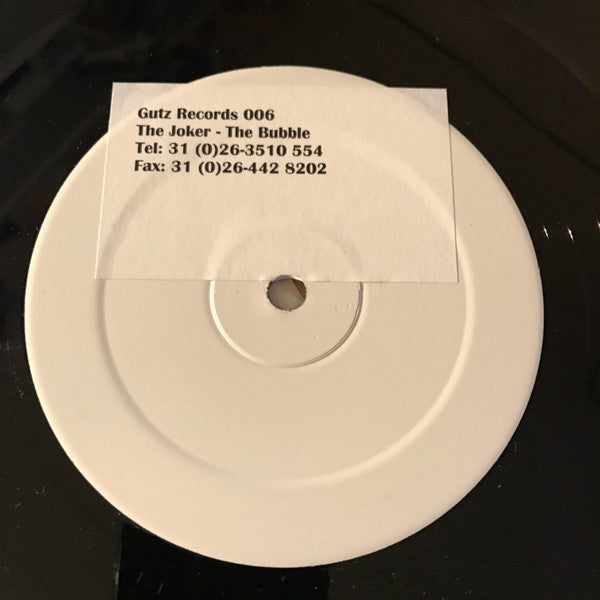 Gutz Records 006
The Joker - The Bubble
Tel: 31 (0)26-3510 554
Fax: 31 (0)26-442 8202